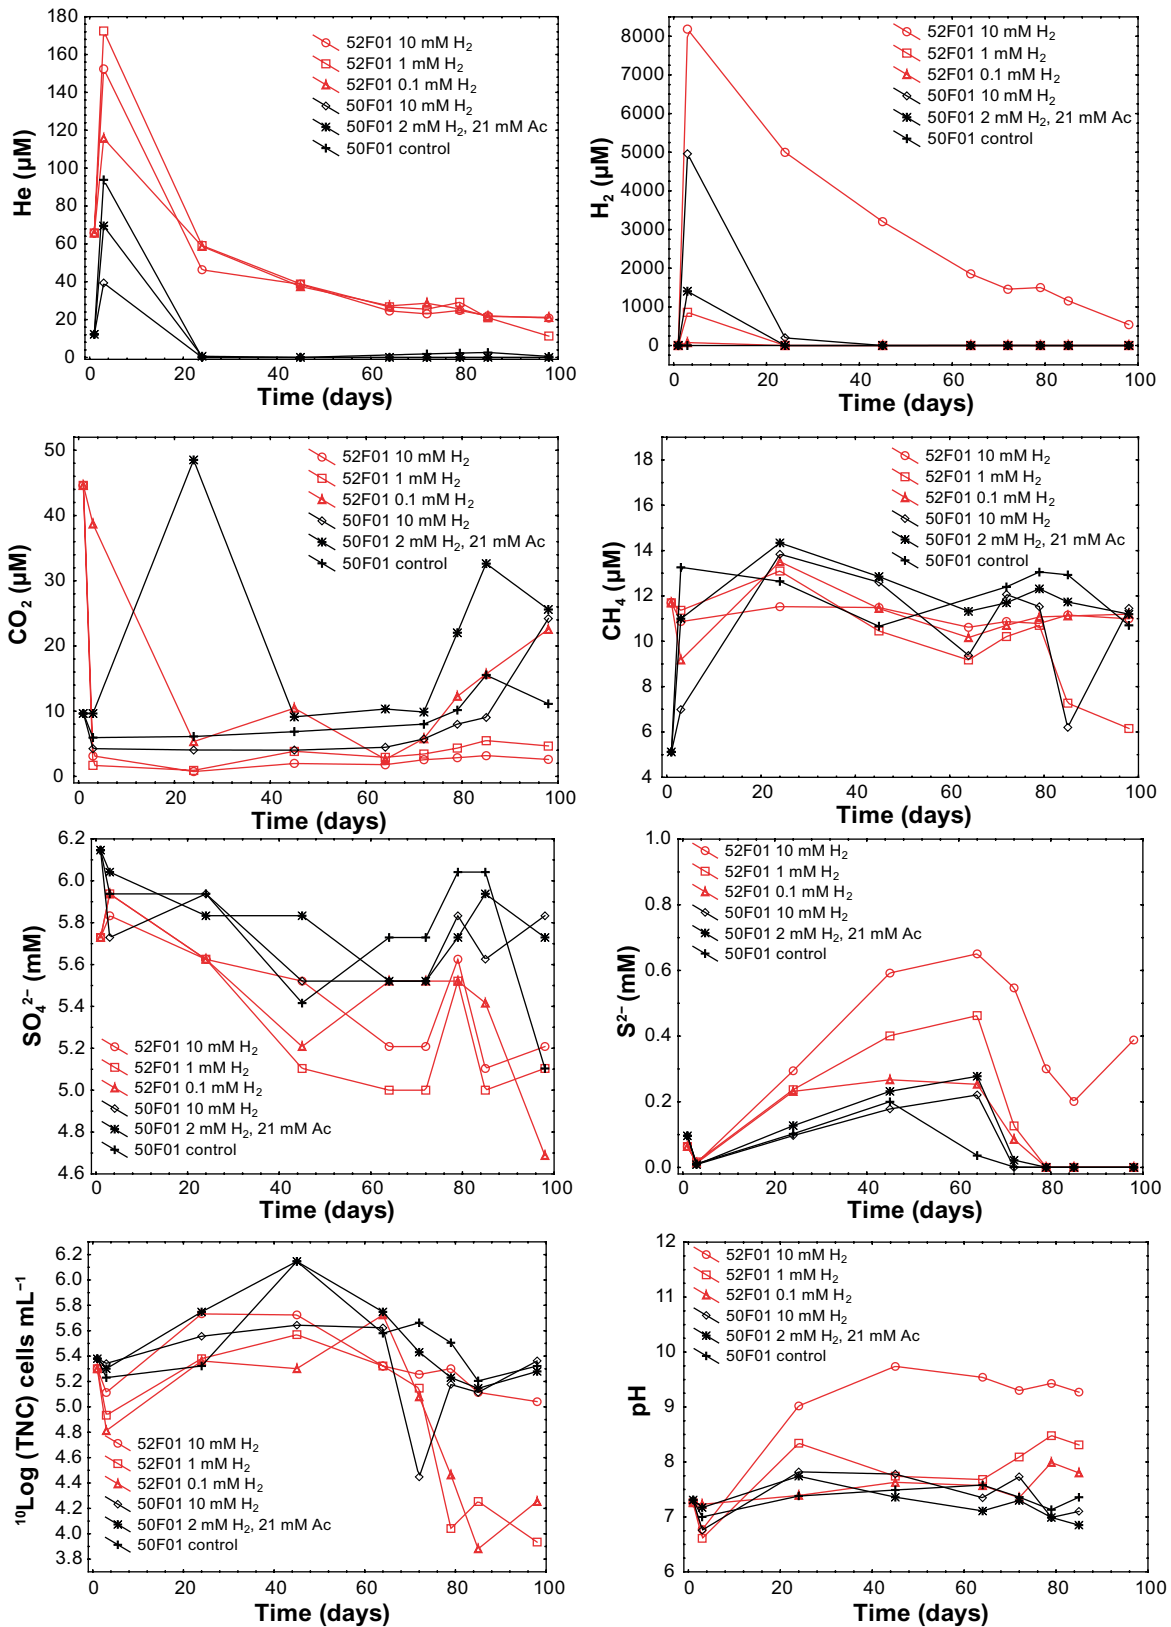 He (µM)
180
160
140
120
100
80
60
40
20
0
0 20 40 60 80 100
Time (days)
52F01 10 mM H₂
52F01 1 mM H₂
52F01 0.1 mM H₂
50F01 10 mM H₂
50F01 2 mM H₂, 21 mM Ac
50F01 control
H₂ (µM)
8000
7000
6000
5000
4000
3000
2000
1000
0
0 20 40 60 80 100
Time (days)
52F01 10 mM H₂
52F01 1 mM H₂
52F01 0.1 mM H₂
50F01 10 mM H₂
50F01 2 mM H₂, 21 mM Ac
50F01 control
CO₂ (µM)
50
40
30
20
10
0
0 20 40 60 80 100
Time (days)
52F01 10 mM H₂
52F01 1 mM H₂
52F01 0.1 mM H₂
50F01 10 mM H₂
50F01 2 mM H₂, 21 mM Ac
50F01 control
CH₄ (µM)
18
16
14
12
10
8
6
4
0 20 40 60 80 100
Time (days)
52F01 10 mM H₂
52F01 1 mM H₂
52F01 0.1 mM H₂
50F01 10 mM H₂
50F01 2 mM H₂, 21 mM Ac
50F01 control
SO₄²⁻ (mM)
6.2
6.0
5.8
5.6
5.4
5.2
5.0
4.8
4.6
0 20 40 60 80 100
Time (days)
52F01 10 mM H₂
52F01 1 mM H₂
52F01 0.1 mM H₂
50F01 10 mM H₂
50F01 2 mM H₂, 21 mM Ac
50F01 control
S²⁻ (mM)
1.0
0.8
0.6
0.4
0.2
0.0
0 20 40 60 80 100
Time (days)
52F01 10 mM H₂
52F01 1 mM H₂
52F01 0.1 mM H₂
50F01 10 mM H₂
50F01 2 mM H₂, 21 mM Ac
50F01 control
¹⁰Log (TNC) cells mL⁻¹
6.2
6.0
5.8
5.6
5.4
5.2
5.0
4.8
4.6
4.4
4.2
4.0
3.8
0 20 40 60 80 100
Time (days)
52F01 10 mM H₂
52F01 1 mM H₂
52F01 0.1 mM H₂
50F01 10 mM H₂
50F01 2 mM H₂, 21 mM Ac
50F01 control
pH
12
11
10
9
8
7
6
0 20 40 60 80 100
Time (days)
52F01 10 mM H₂
52F01 1 mM H₂
52F01 0.1 mM H₂
50F01 10 mM H₂
50F01 2 mM H₂, 21 mM Ac
50F01 control